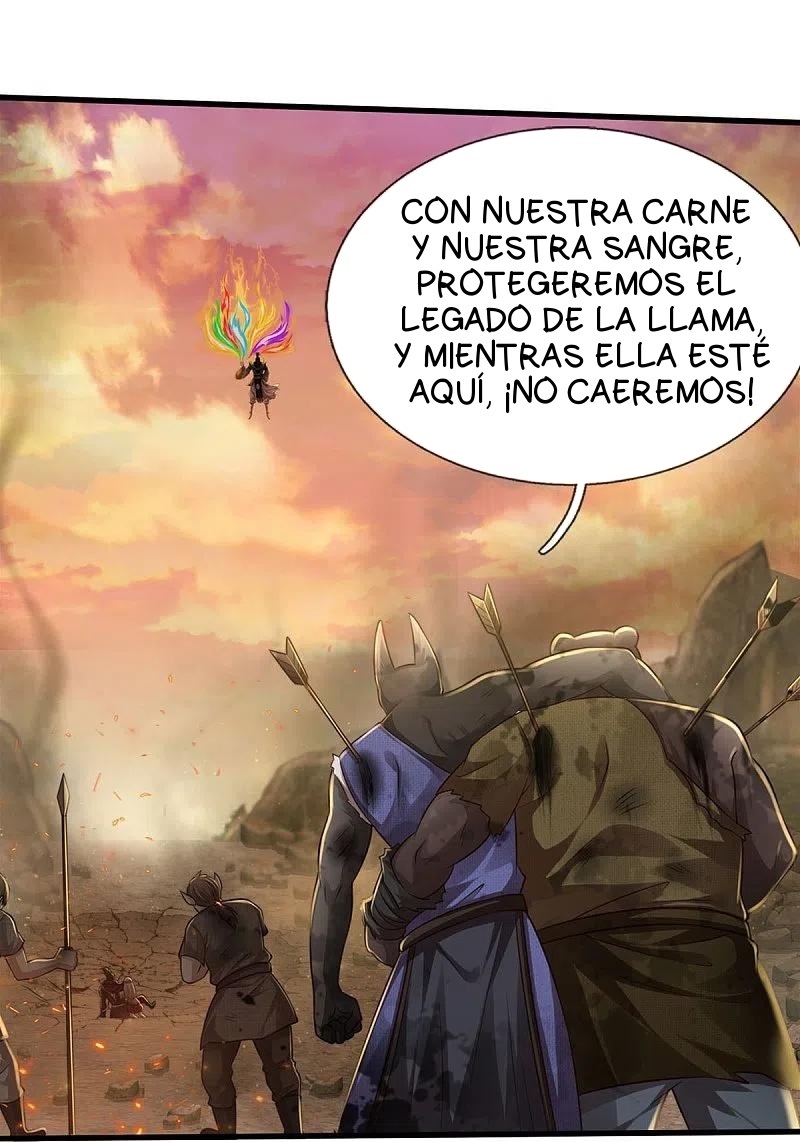 CON NUESTRA CARNE
Y NUESTRA SANGRE,
PROTEGEREMOS EL
LEGADO DE LA LLAMA,
Y MIENTRAS ELLA ESTÉ
AQUÍ, ¡NO CAEREMOS!